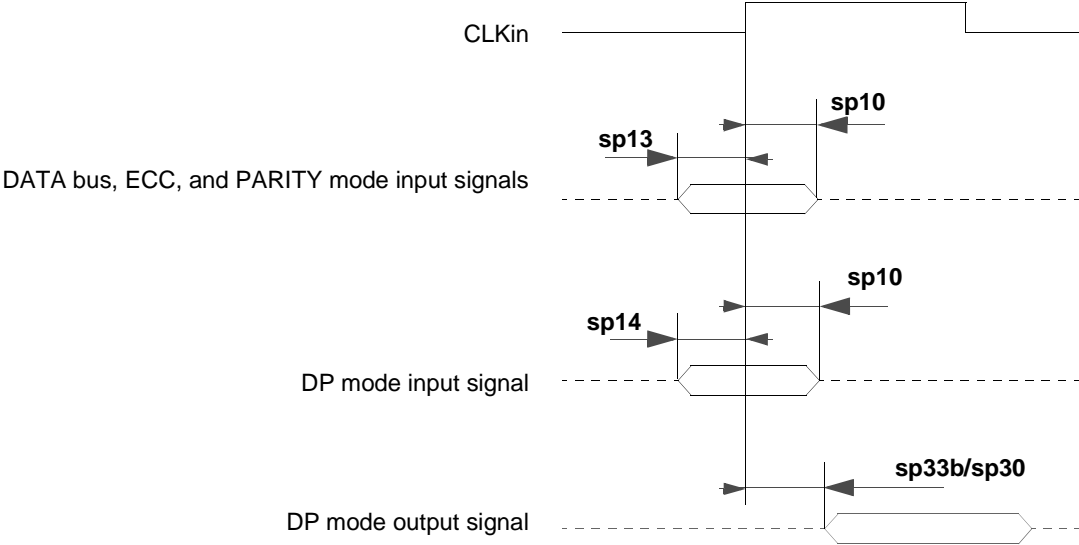 CLKin
sp10
sp13
DATA bus, ECC, and PARITY mode input signals
sp10
sp14
DP mode input signal
sp33b/sp30
DP mode output signal